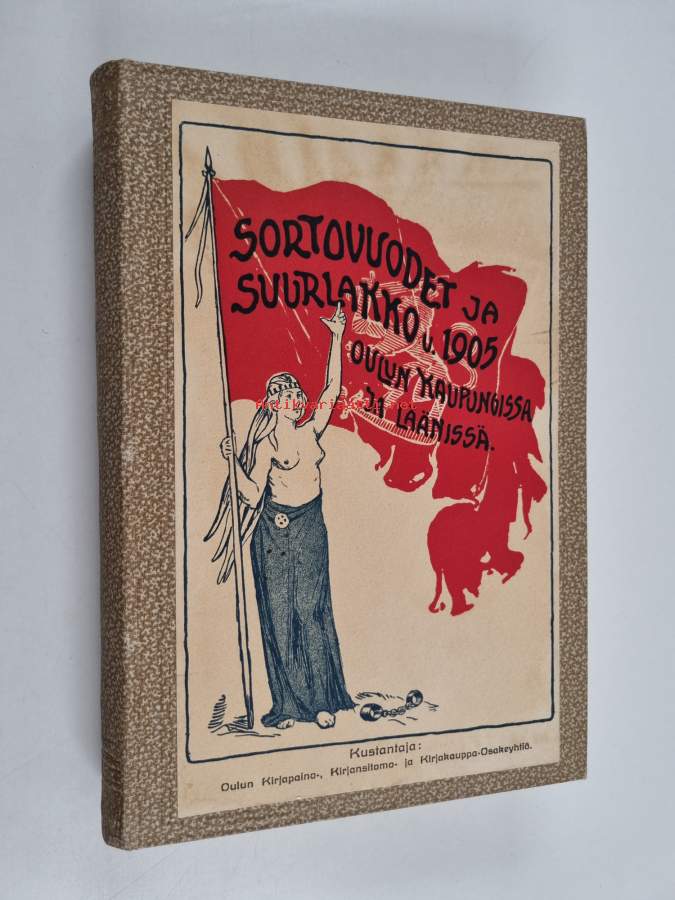 SORTOVUODET JA
SUURLAKKO v. 1905
OULUN KAUPUNGISSA
JA LÄÄNISSÄ.
Kustantaja:
Oulun Kirjapaino-, Kirjansitomo- ja Kirjakauppa-Osakeyhtiö.